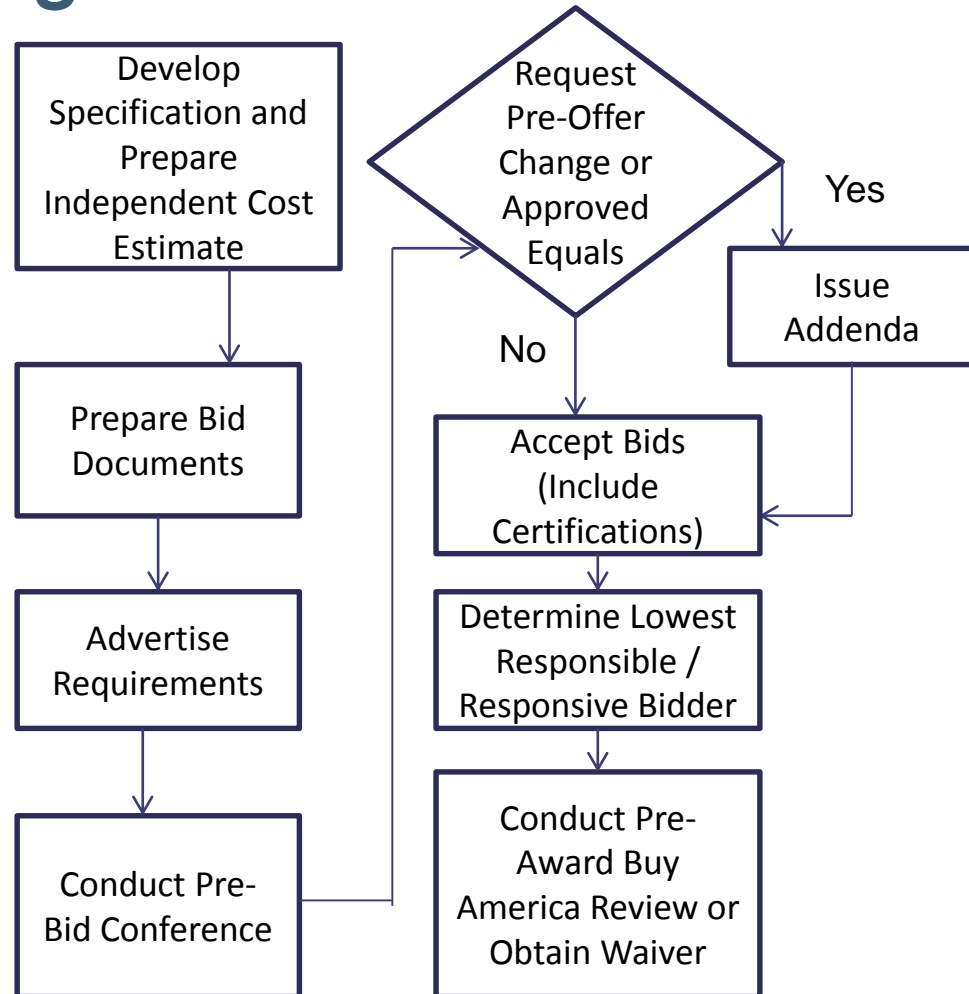 Develop
Specification and
Prepare
Independent Cost
Estimate
Prepare Bid
Documents
Advertise
Requirements
Conduct Pre-
Bid Conference
Request
Pre-Offer
Change or
Approved
Equals
Yes
Issue
Addenda
No
Accept Bids
(Include
Certifications)
Determine Lowest
Responsible /
Responsive Bidder
Conduct Pre-
Award Buy
America Review or
Obtain Waiver